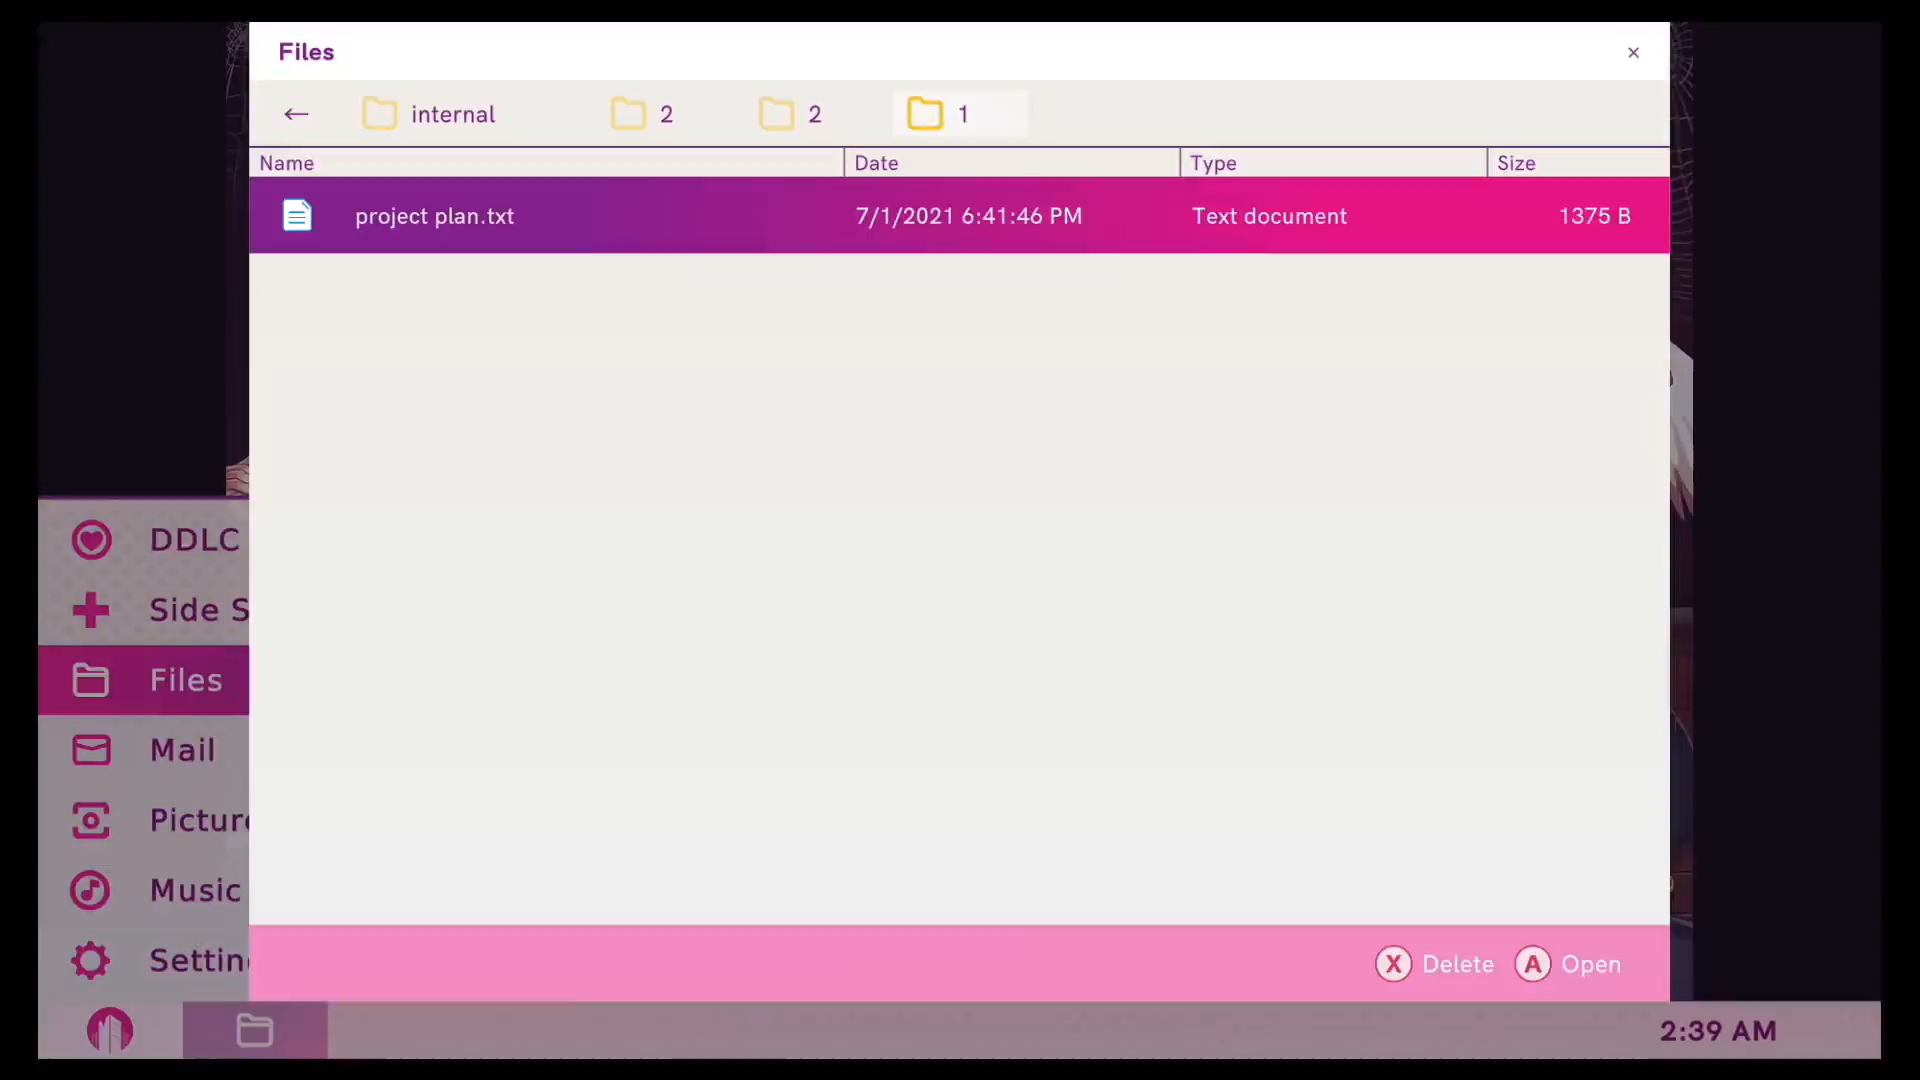 Files
×
← internal 2 2 1
Name Date Type Size
project plan.txt 7/1/2021 6:41:46 PM Text document 1375 B
DDLC
Side S
Files
Mail
Picture
Music
Settin
X Delete A Open
2:39 AM